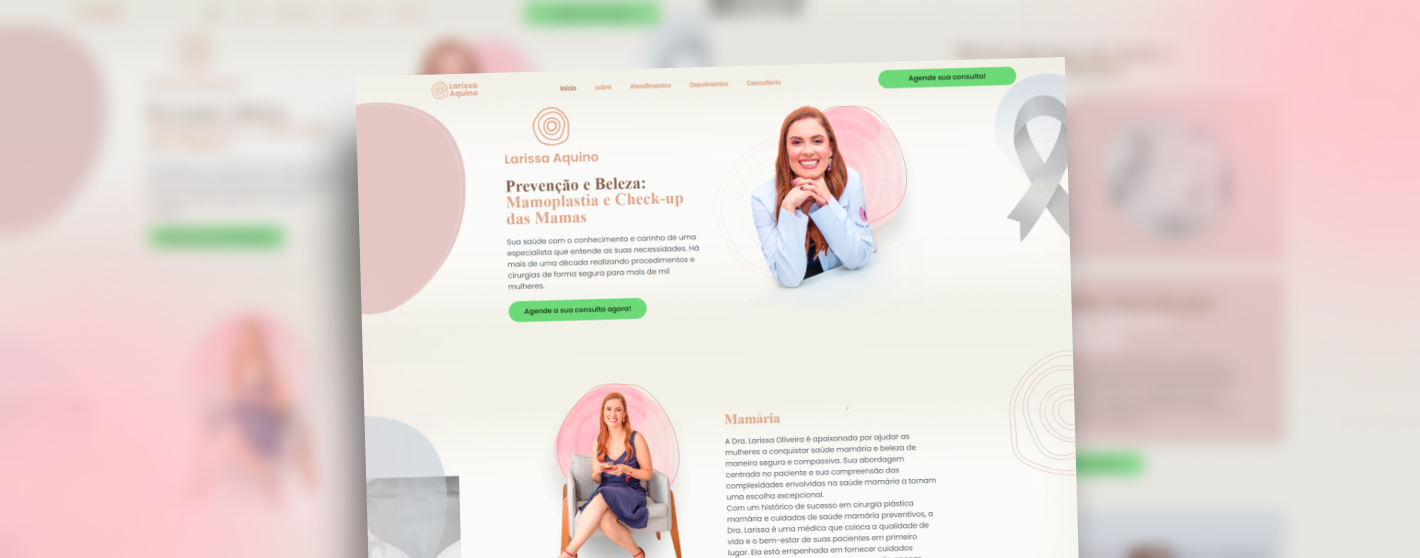 Larissa
Aquino
Início sobre Atendimentos Depoimentos Consultório
Agende sua consulta!
Larissa Aquino
Prevenção e Beleza:
Mamoplastia e Check-up
das Mamas
Sua saúde com o conhecimento e carinho de uma
especialista que entende as suas necessidades. Há
mais de uma década realizando procedimentos e
cirurgias de forma segura para mais de mil
mulheres.
Agende a sua consulta agora!
Mamária
A Dra. Larissa Oliveira é apaixonada por ajudar as
mulheres a conquistar saúde mamária e beleza de
maneira segura e compassiva. Sua abordagem
centrada no paciente e sua compreensão das
complexidades envolvidas na saúde mamária a tornam
uma escolha excepcional.
Com um histórico de sucesso em cirurgia plástica
mamária e cuidados de saúde mamária preventivos, a
Dra. Larissa é uma médica que coloca a qualidade de
vida e o bem-estar de suas pacientes em primeiro
lugar. Ela está empenhada em fornecer cuidados